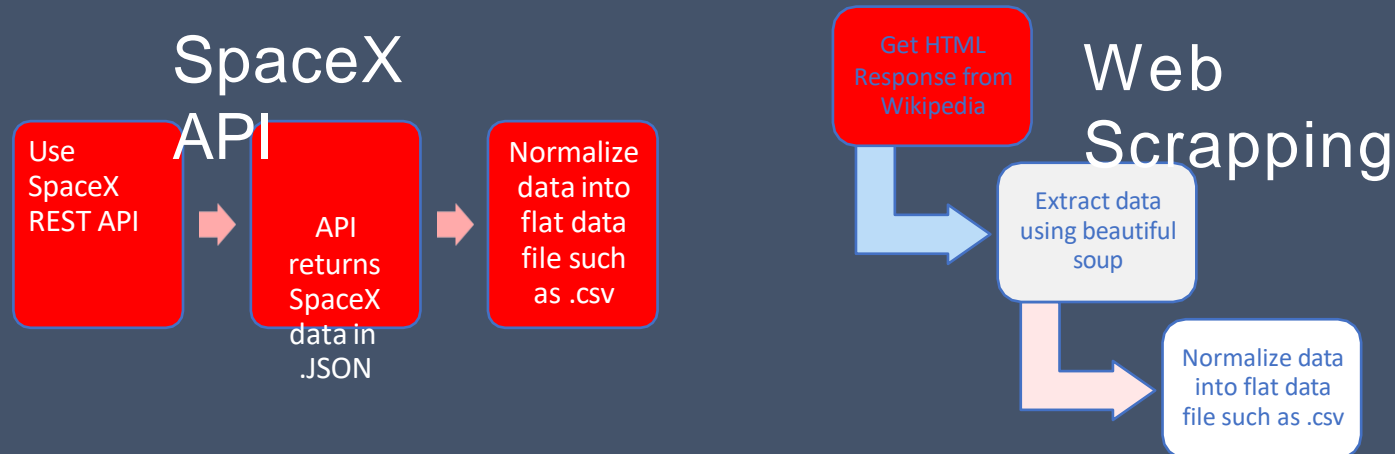 SpaceX
API
Use
SpaceX
REST API
API
returns
SpaceX
data in
.JSON
Normalize
data into
flat data
file such
as .csv
Web
Scrapping
Get HTML
Response from
Wikipedia
Extract data
using beautiful
soup
Normalize data
into flat data
file such as .csv